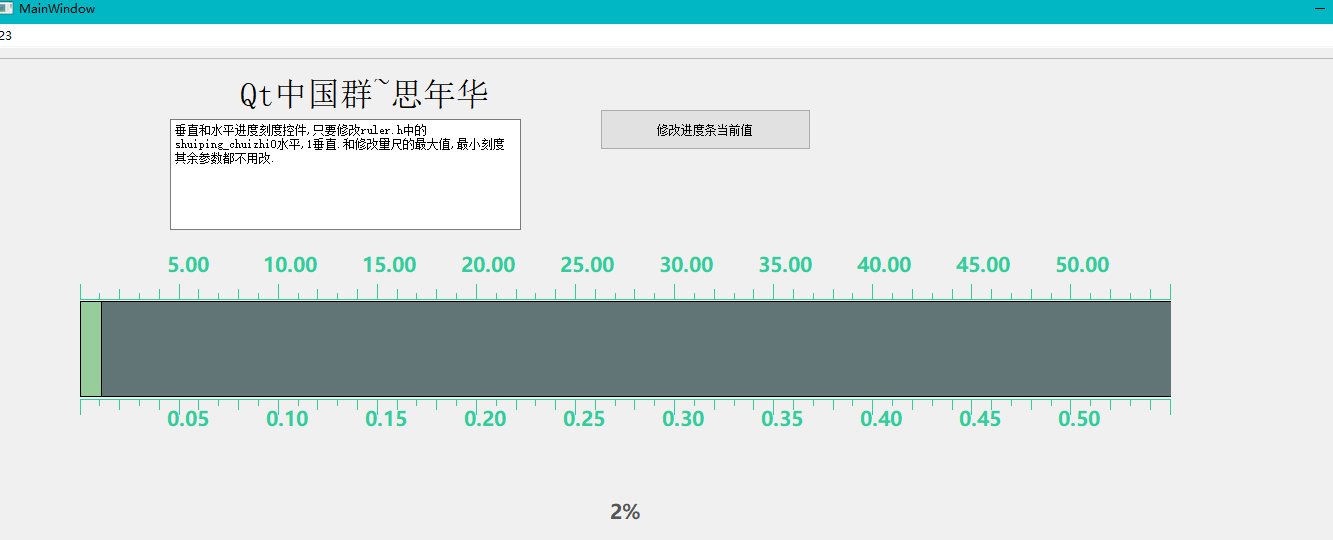 MainWindow
23
Qt中国群~思年华
垂直和水平进度刻度控件,只要修改ruler.h中的
shuiping_chuizhi0水平,1垂直.和修改量尺的最大值,最小刻度
其余参数都不用改.
修改进度条当前值
5.00 10.00 15.00 20.00 25.00 30.00 35.00 40.00 45.00 50.00
0.05 0.10 0.15 0.20 0.25 0.30 0.35 0.40 0.45 0.50
2%